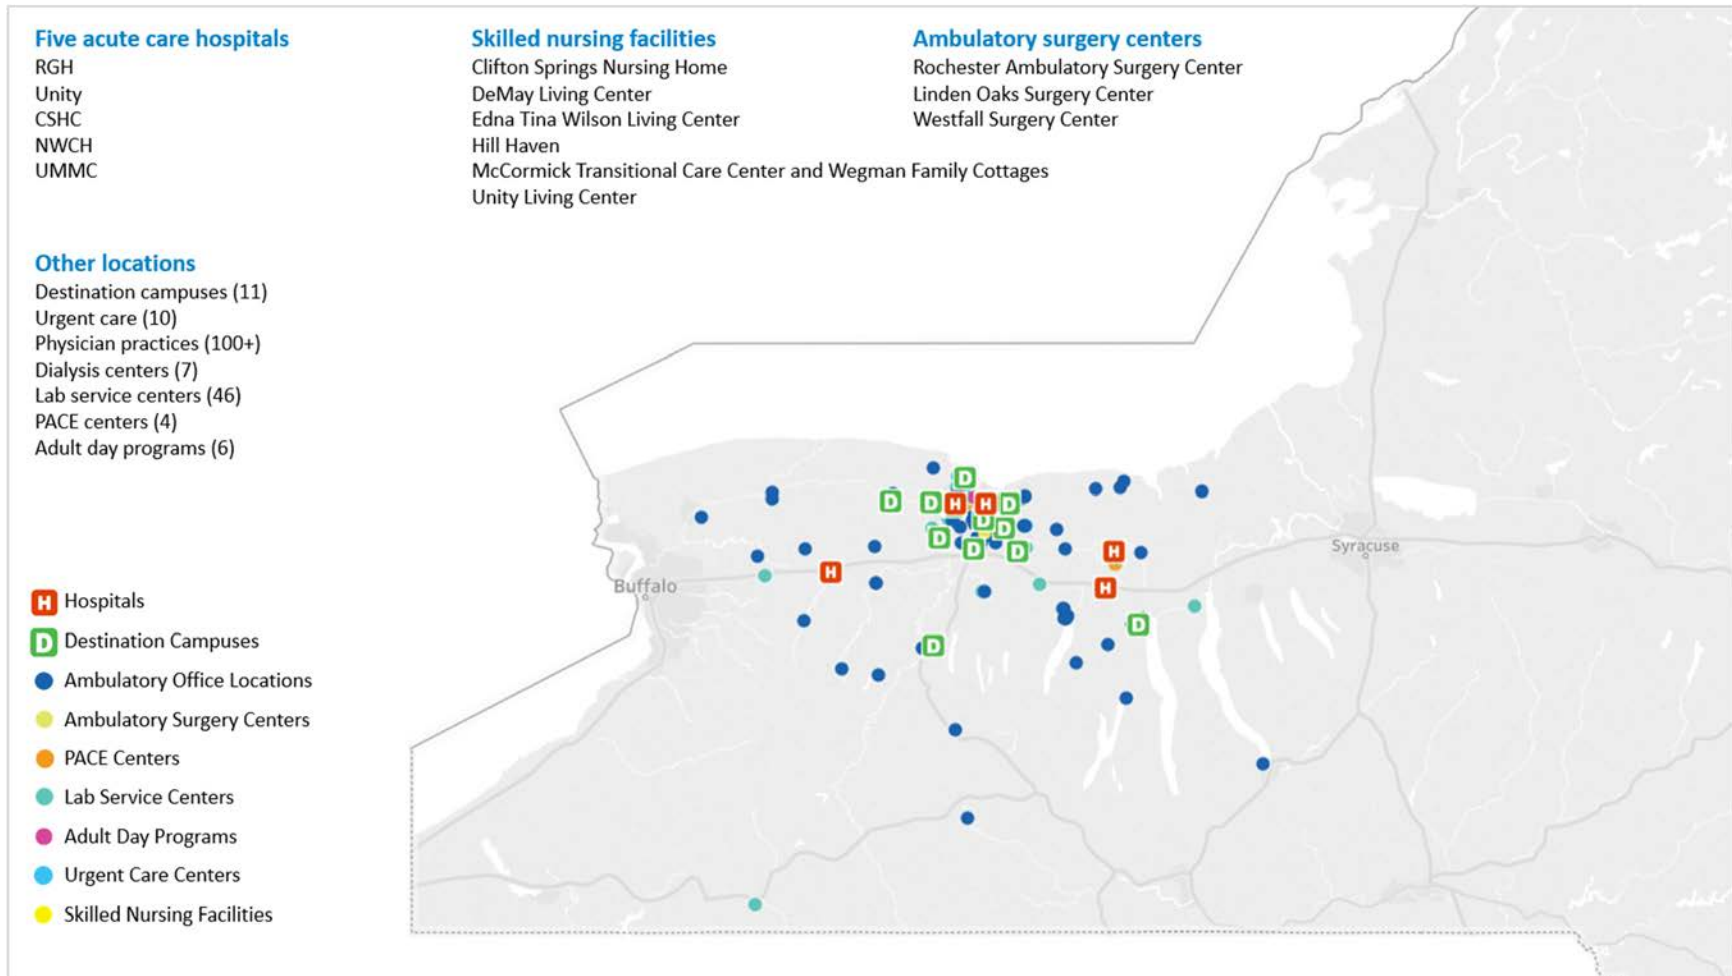 Five acute care hospitals
RGH
Unity
CSHC
NWCH
UMMC
Skilled nursing facilities
Clifton Springs Nursing Home
DeMay Living Center
Edna Tina Wilson Living Center
Hill Haven
McCormick Transitional Care Center and Wegman Family Cottages
Unity Living Center
Ambulatory surgery centers
Rochester Ambulatory Surgery Center
Linden Oaks Surgery Center
Westfall Surgery Center
Other locations
Destination campuses (11)
Urgent care (10)
Physician practices (100+)
Dialysis centers (7)
Lab service centers (46)
PACE centers (4)
Adult day programs (6)
H Hospitals
D Destination Campuses
Ambulatory Office Locations
Ambulatory Surgery Centers
PACE Centers
Lab Service Centers
Adult Day Programs
Urgent Care Centers
Skilled Nursing Facilities
D
D
D
H
H
D
D
D
D
D
D
H
H
H
D
D
Buffalo
Syracuse